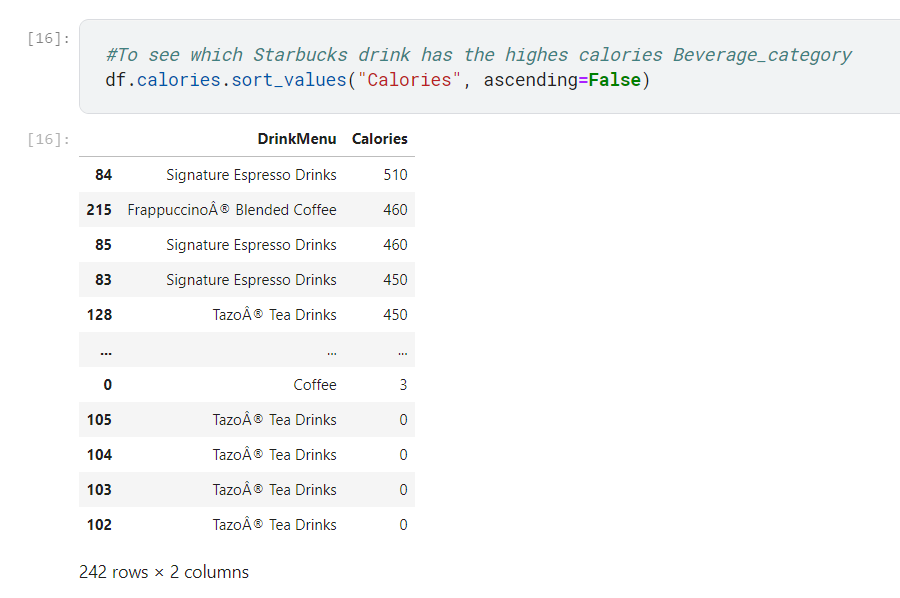 [16]:
#To see which Starbucks drink has the highes calories Beverage_category
df.calories.sort_values("Calories", ascending=False)
[16]:
DrinkMenu Calories
84 Signature Espresso Drinks 510
215 FrappuccinoÂ® Blended Coffee 460
85 Signature Espresso Drinks 460
83 Signature Espresso Drinks 450
128 TazoÂ® Tea Drinks 450
... ... ...
0 Coffee 3
105 TazoÂ® Tea Drinks 0
104 TazoÂ® Tea Drinks 0
103 TazoÂ® Tea Drinks 0
102 TazoÂ® Tea Drinks 0
242 rows × 2 columns